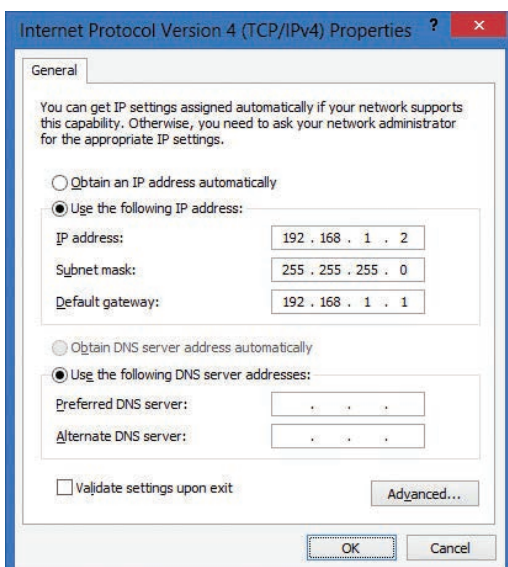 Internet Protocol Version 4 (TCP/IPv4) Properties ? ×
General
You can get IP settings assigned automatically if your network supports
this capability. Otherwise, you need to ask your network administrator
for the appropriate IP settings.
Obtain an IP address automatically
Use the following IP address:
IP address: 192 . 168 . 1 . 2
Subnet mask: 255 . 255 . 255 . 0
Default gateway: 192 . 168 . 1 . 1
Obtain DNS server address automatically
Use the following DNS server addresses:
Preferred DNS server: . . .
Alternate DNS server: . . .
Validate settings upon exit
Advanced...
OK Cancel